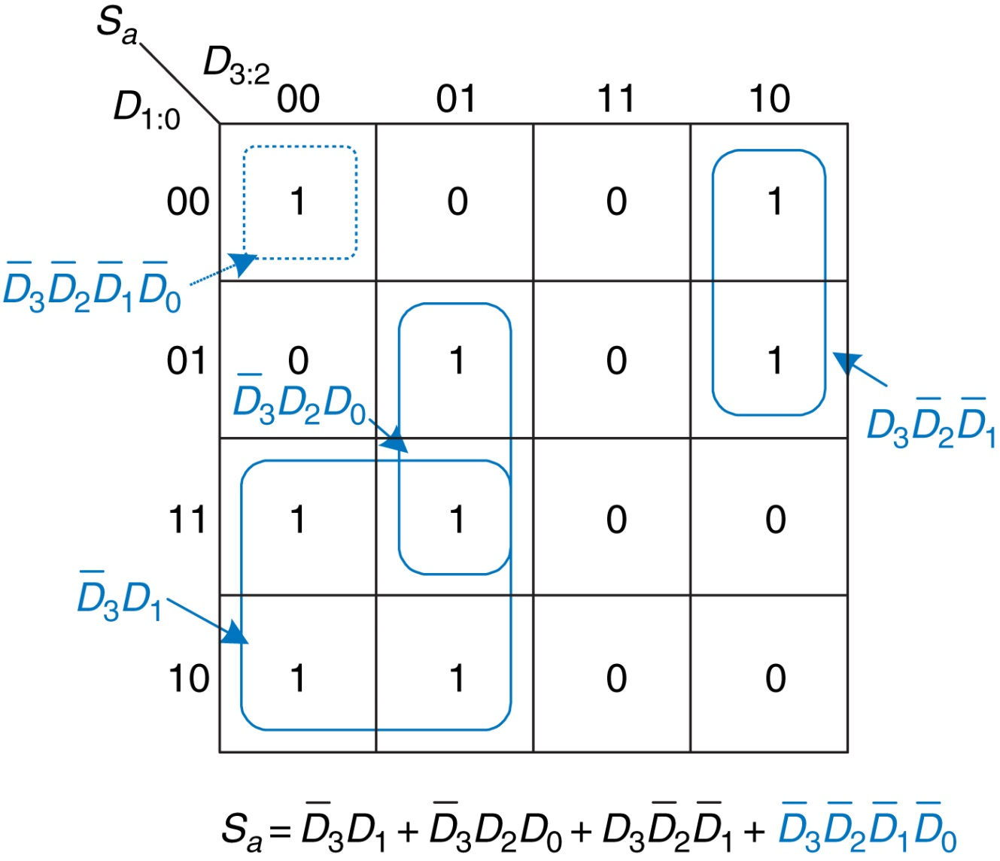 Sₐ
D₃:₂
00 01 11 10
D₁:₀
00 1 0 0 1
D̅₃D̅₂D̅₁D̅₀
01 0 1 0 1
D̅₃D₂D₀
D₃D̅₂D̅₁
11 1 1 0 0
D̅₃D₁
10 1 1 0 0
Sₐ = D̅₃D₁ + D̅₃D₂D₀ + D₃D̅₂D̅₁ + D̅₃D̅₂D̅₁D̅₀